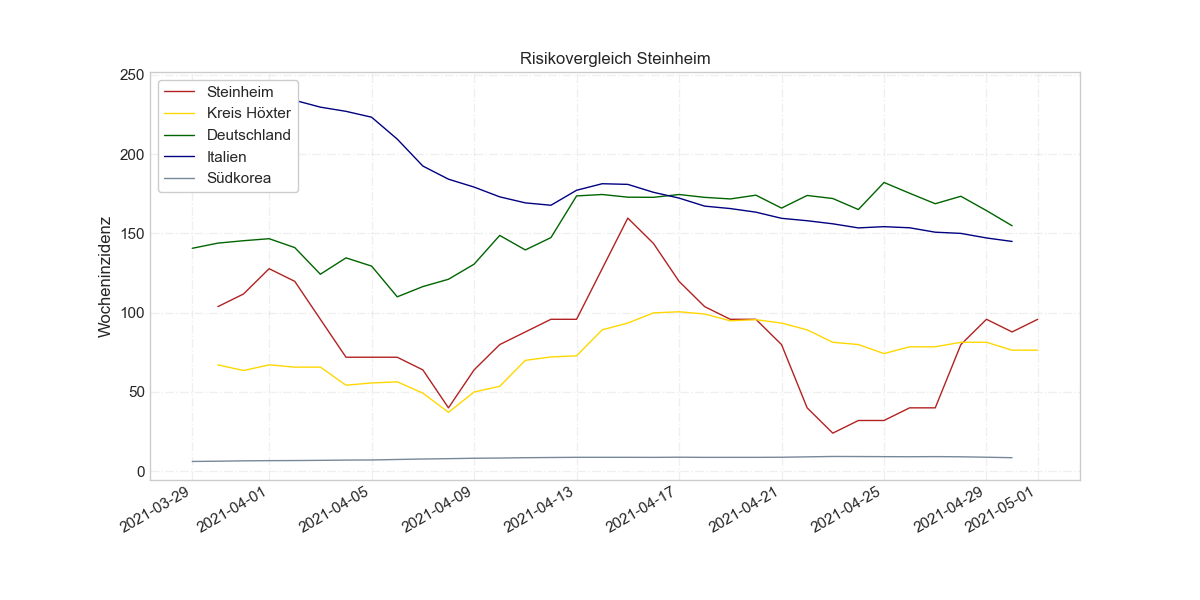 Risikovergleich Steinheim
Wocheninzidenz
250
200
150
100
50
0
Steinheim
Kreis Höxter
Deutschland
Italien
Südkorea
2021-03-29
2021-04-01
2021-04-05
2021-04-09
2021-04-13
2021-04-17
2021-04-21
2021-04-25
2021-04-29
2021-05-01